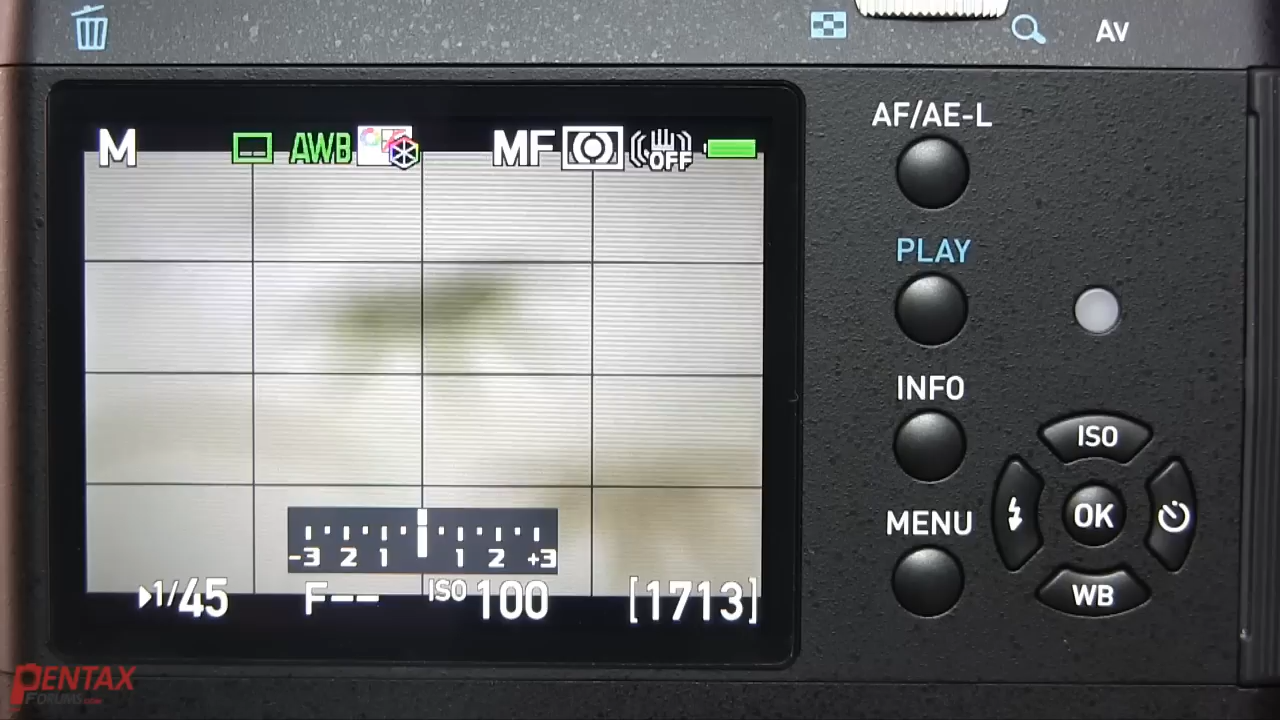 Av
AF/AE-L
M AWB MF OFF
PLAY
INFO
ISO
MENU
OK
WB
-3 2 1 1 2 +3
1/45 F-- ISO 100 [1713]
PENTAX
FORUMS.com